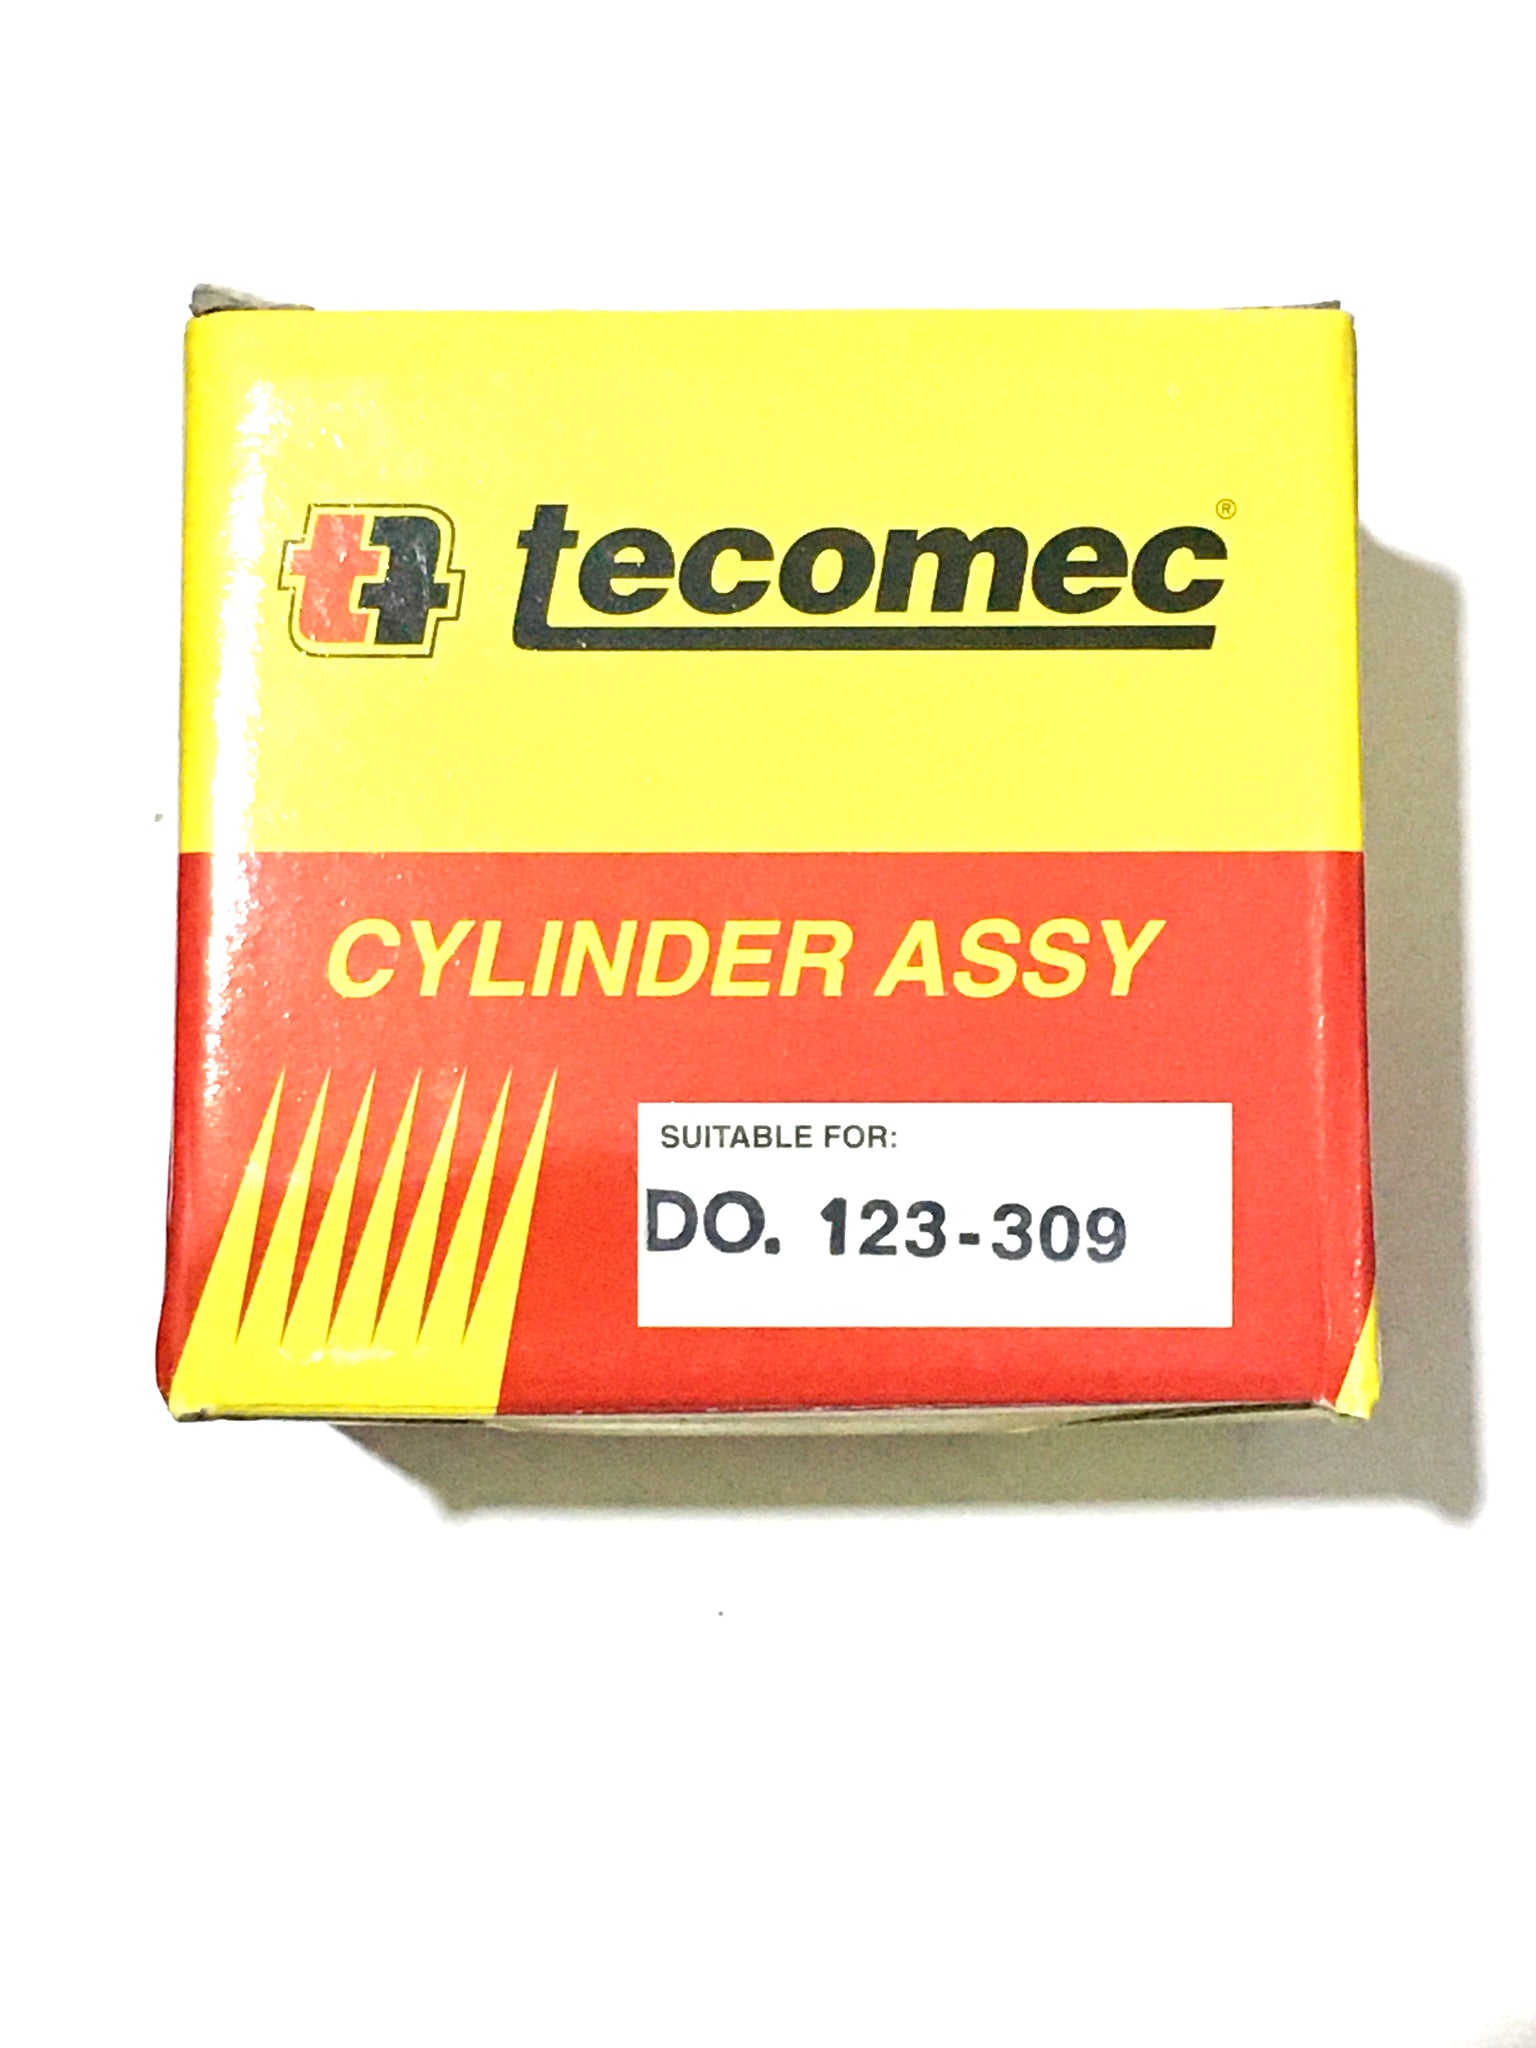 tecomec®
CYLINDER ASSY
SUITABLE FOR:
DO. 123-309